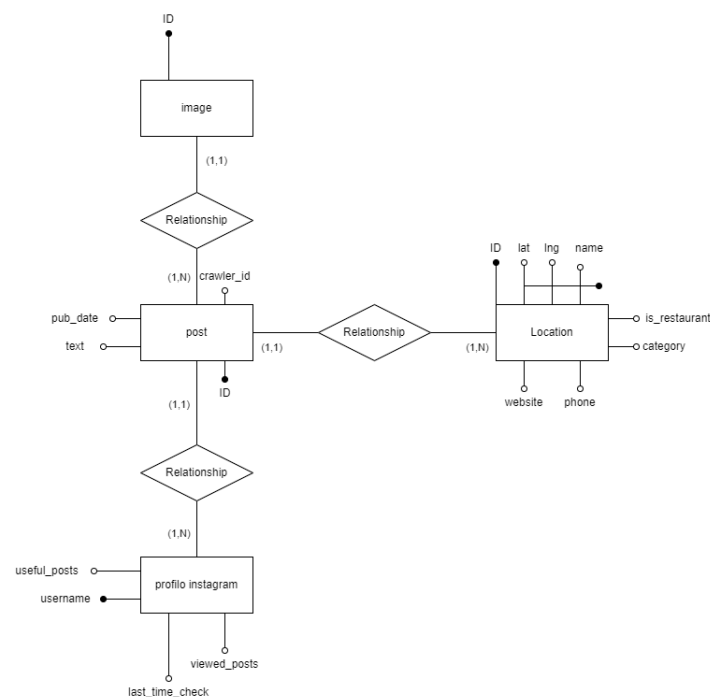 ID
image
(1,1)
Relationship
(1,N)
crawler_id
ID
lat
lng
name
pub_date
text
post
(1,1)
Relationship
(1,N)
Location
is_restaurant
category
ID
website
phone
(1,1)
Relationship
(1,N)
useful_posts
username
profilo instagram
viewed_posts
last_time_check